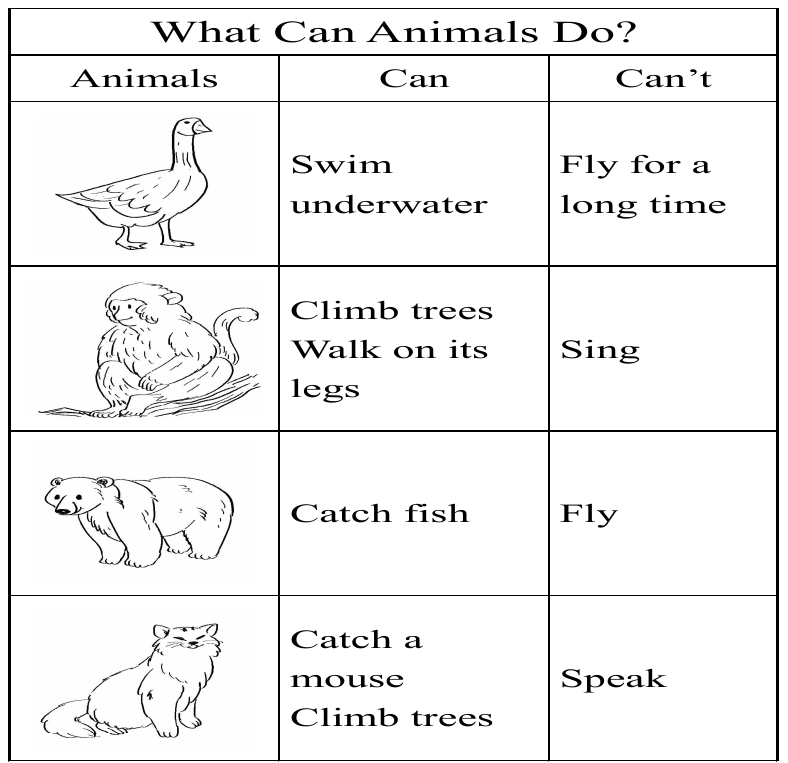 What Can Animals Do?
Animals Can Can’t
Swim
underwater
Fly for a
long time
Climb trees
Walk on its
legs
Sing
Catch fish
Fly
Catch a
mouse
Climb trees
Speak